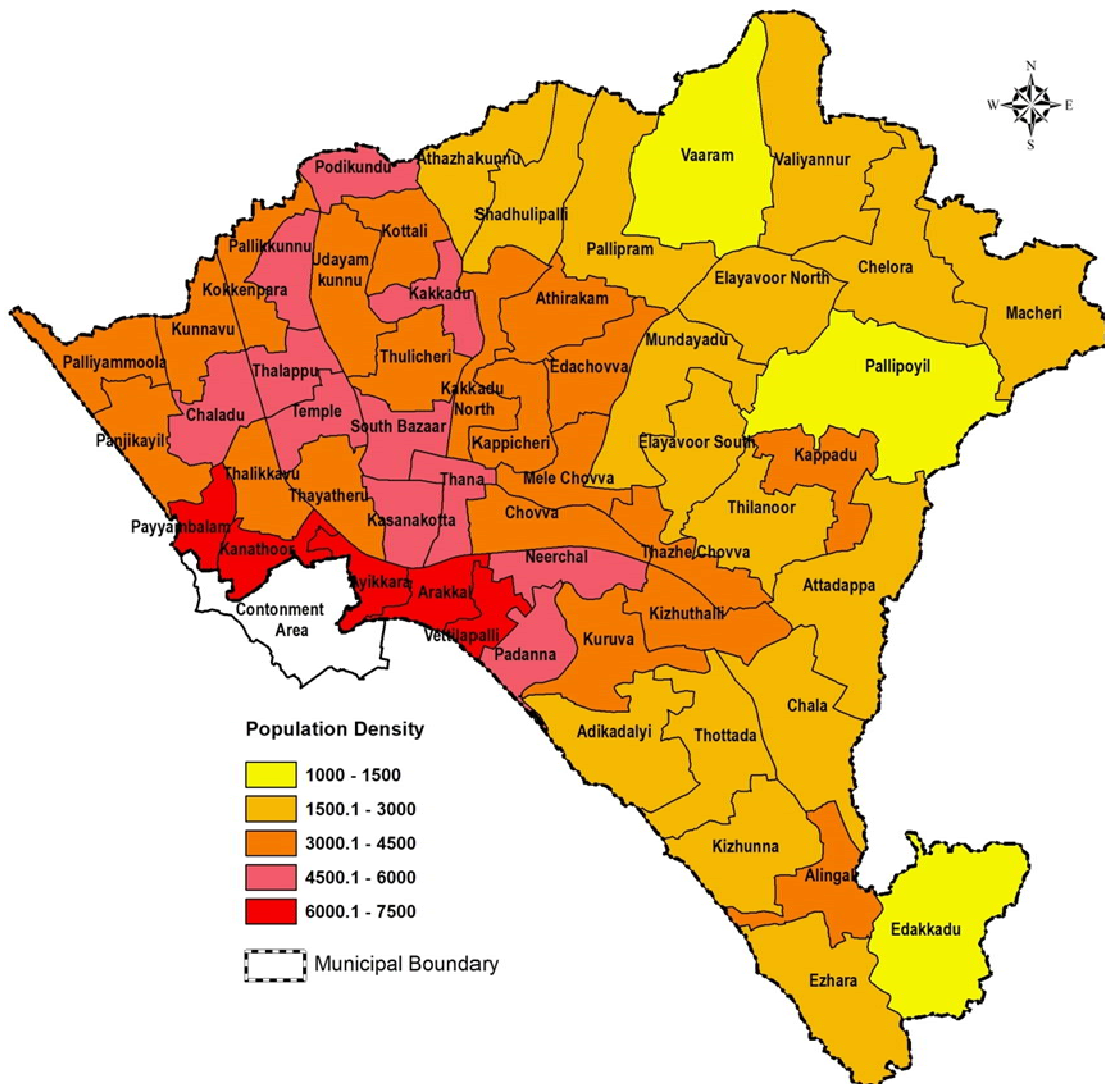 N
W E
S
Vaaram
Valiyannur
Podikundu
Athazhakunnu
Shadhulipalli
Kottali
Pallikkunnu
Udayam
kunnu
Pallipram
Elayavoor North
Chelora
Kokkenpara
Kakkadu
Athirakam
Macheri
Kunnavu
Mundayadu
Palliyammoola
Thulicheri
Thalappu
Kakkadu
North
Edachovva
Pallipoyil
Chaladu
Temple
South Bazaar
Panjikayil
Kappicheri
Elayavoor South
Kappadu
Thalikkavu
Thayatheru
Thana
Mele Chovva
Thilanoor
Payyambalam
Kasanakotta
Chovva
Kanathoor
Neerchal
Thazhe Chovva
Ayikkara
Arakkal
Attadappa
Contonment
Area
Vettilapalli
Padanna
Kuruva
Kizhuthalli
Adikadalyi
Thottada
Chala
Kizhunna
Alingal
Edakkadu
Ezhara
Population Density
1000 - 1500
1500.1 - 3000
3000.1 - 4500
4500.1 - 6000
6000.1 - 7500
Municipal Boundary